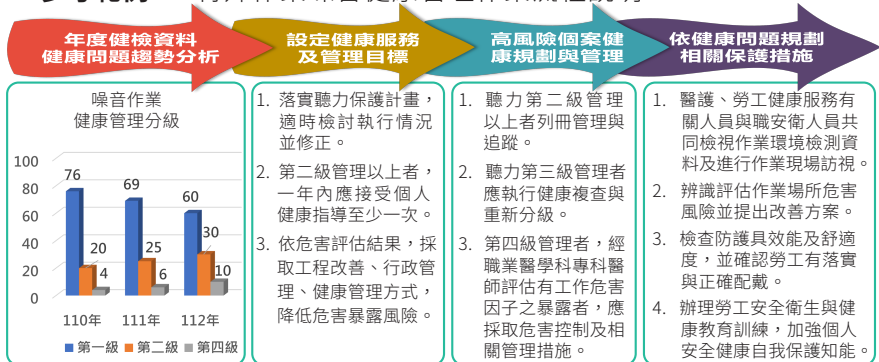 年度健檢資料
健康問題趨勢分析
設定健康服務
及管理目標
高風險個案健
康規劃與管理
依健康問題規劃
相關保護措施
噪音作業
健康管理分級
100
80
60
40
20
0
76
20
4
69
25
6
60
30
10
110年 111年 112年
第一級 第二級 第四級
1. 落實聽力保護計畫，
適時檢討執行情況
並修正。
2. 第二級管理以上者，
一年內應接受個人
健康指導至少一次。
3. 依危害評估結果，採
取工程改善、行政管
理、健康管理方式，
降低危害暴露風險。
1. 聽力第二級管理
以上者列冊管理與
追蹤。
2. 聽力第三級管理者
應執行健康複查與
重新分級。
3. 第四級管理者，經
職業醫學科專科醫
師評估有工作危害
因子之暴露者，應
採取危害控制及相
關管理措施。
1. 醫護、勞工健康服務有
關人員與職安衛人員共
同檢視作業環境檢測資
料及進行作業現場訪視。
2. 辨識評估作業場所危害
風險並提出改善方案。
3. 檢查防護具效能及舒適
度，並確認勞工有落實
與正確配戴。
4. 辦理勞工安全衛生與健
康教育訓練，加強個人
安全健康自我保護知能。